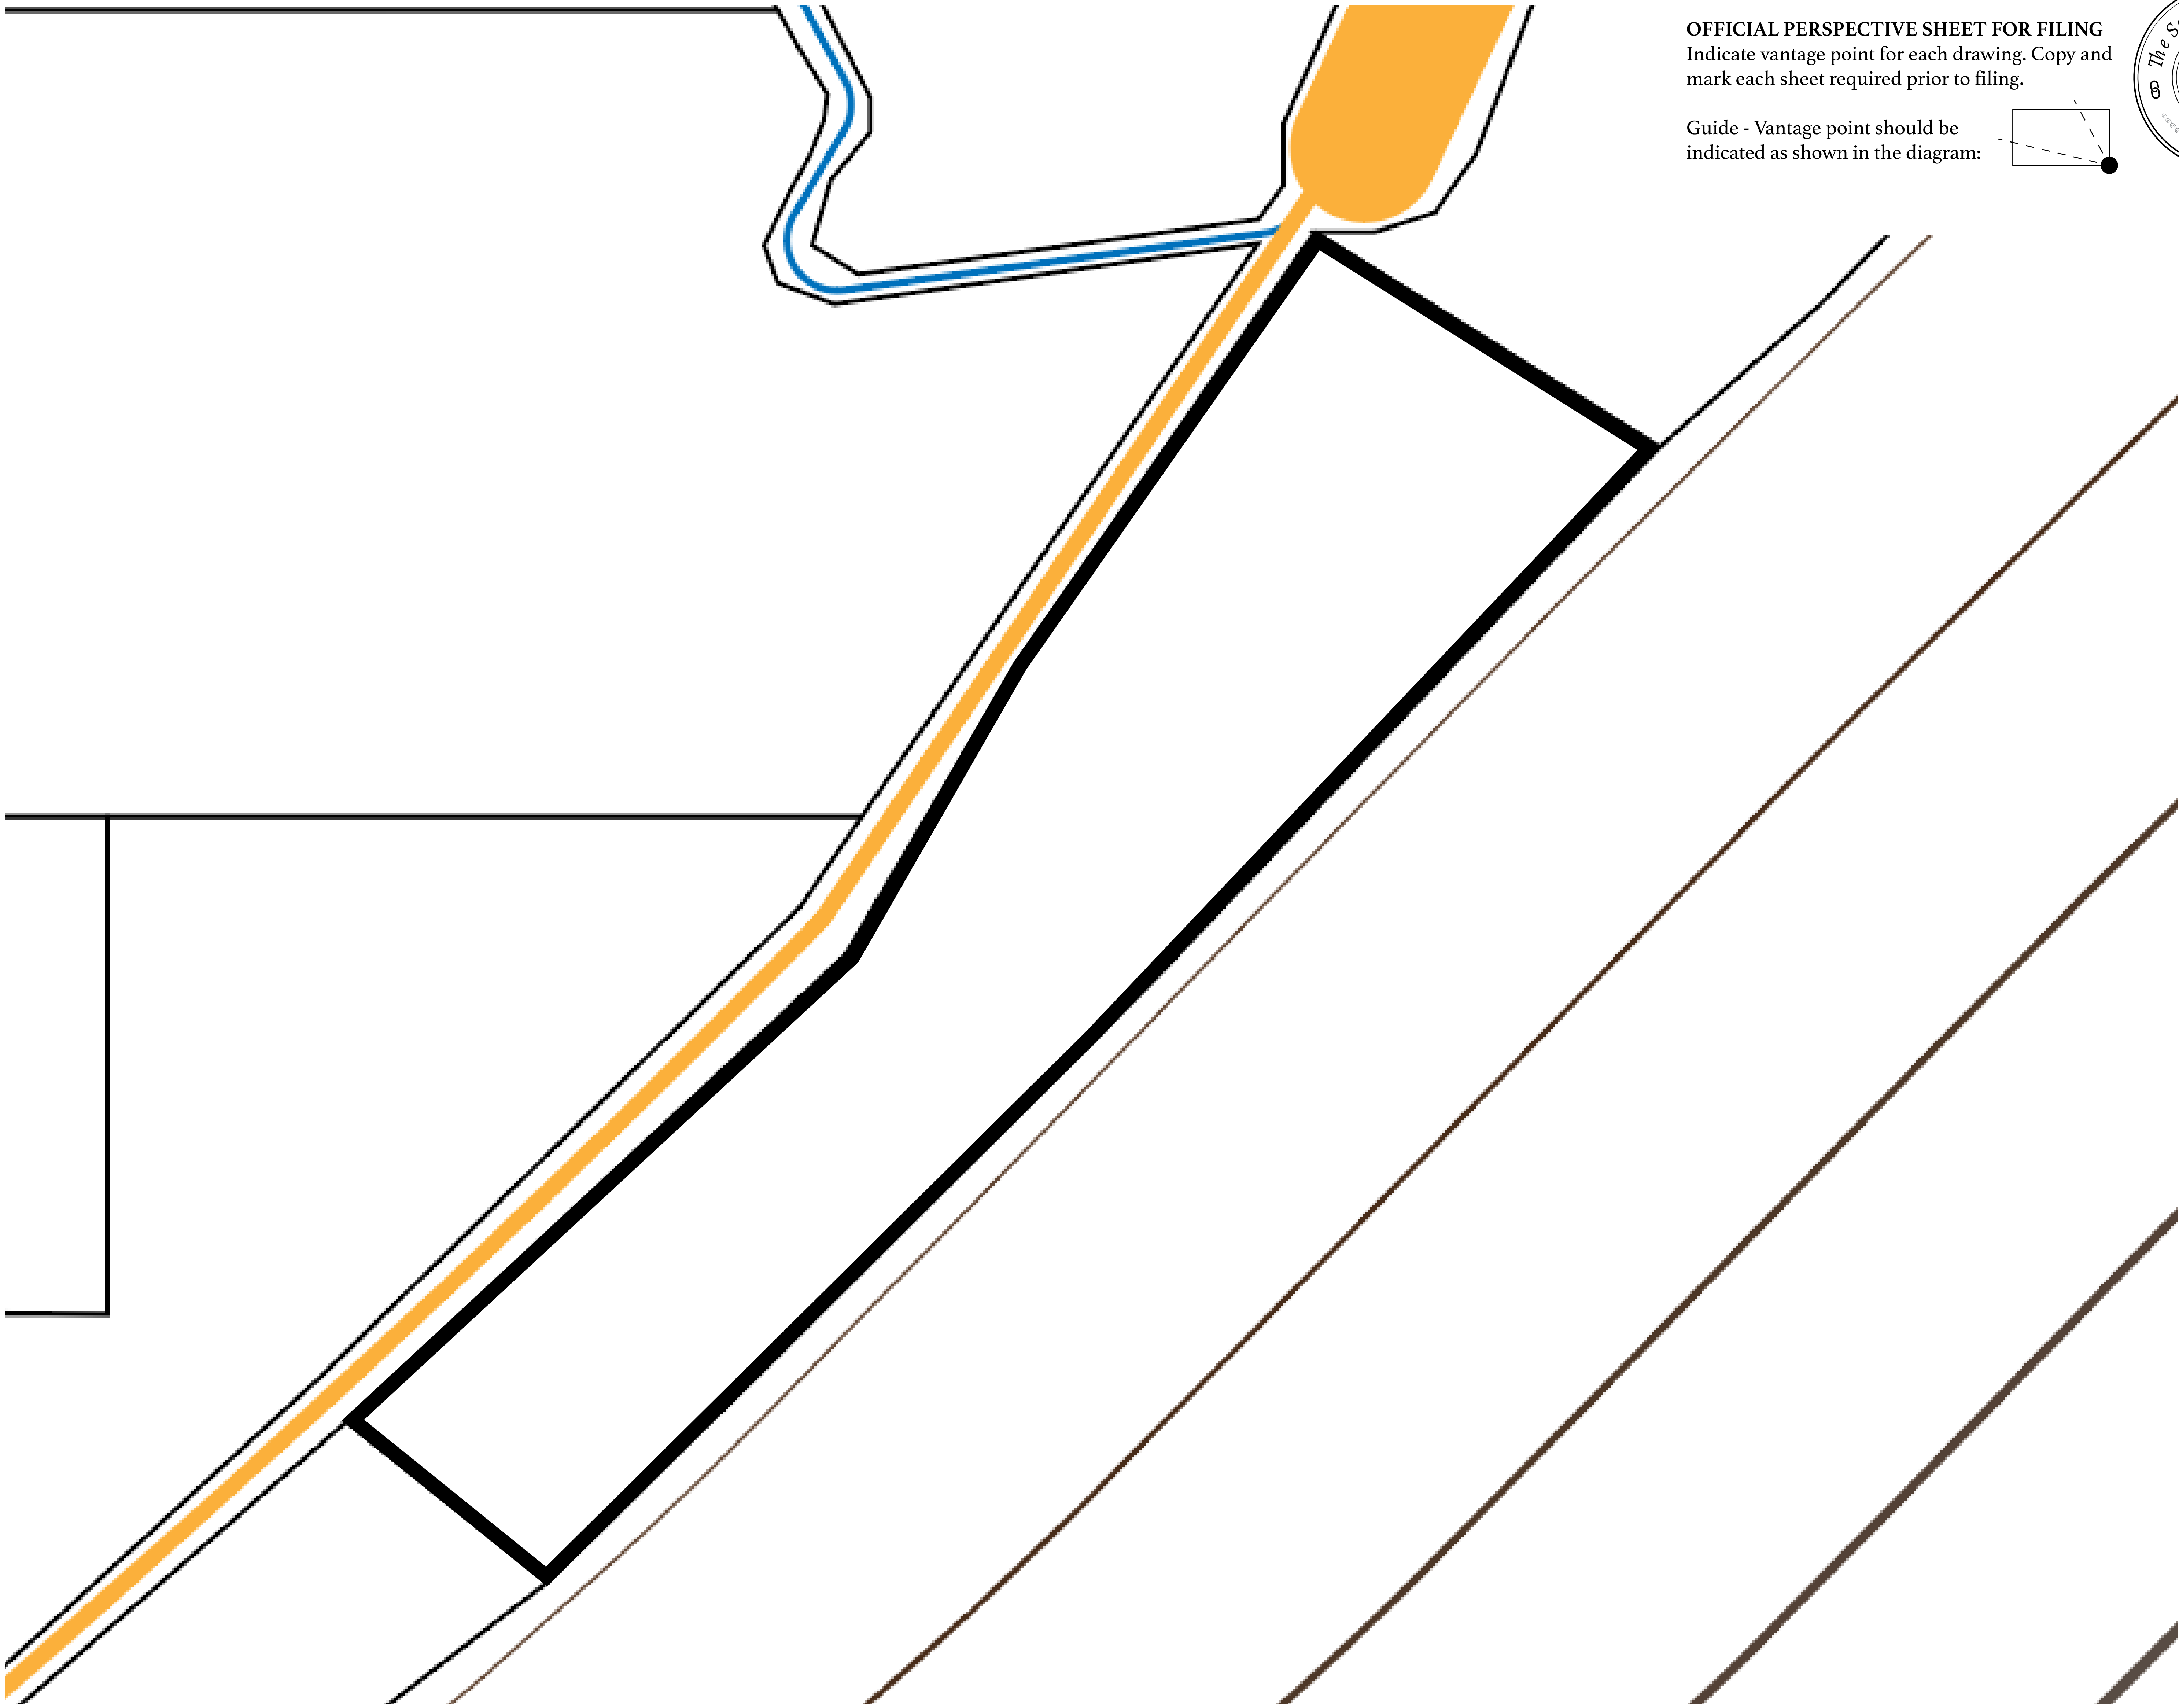 OFFICIAL PERSPECTIVE SHEET FOR FILING
Indicate vantage point for each drawing. Copy and
mark each sheet required prior to filing.
Guide - Vantage point should be
indicated as shown in the diagram:
The